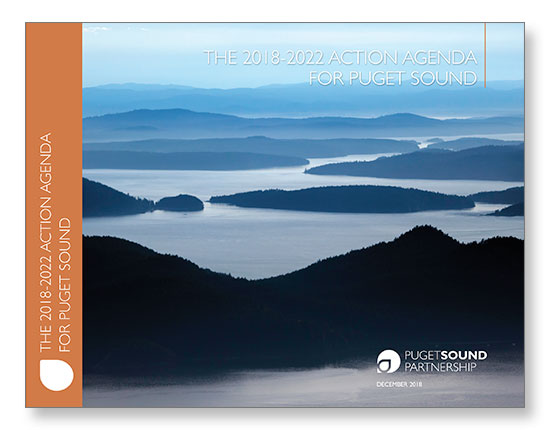 THE 2018-2022 ACTION AGENDA
FOR PUGET SOUND
THE 2018-2022 ACTION AGENDA
FOR PUGET SOUND
PUGETSOUND
PARTNERSHIP
DECEMBER 2018